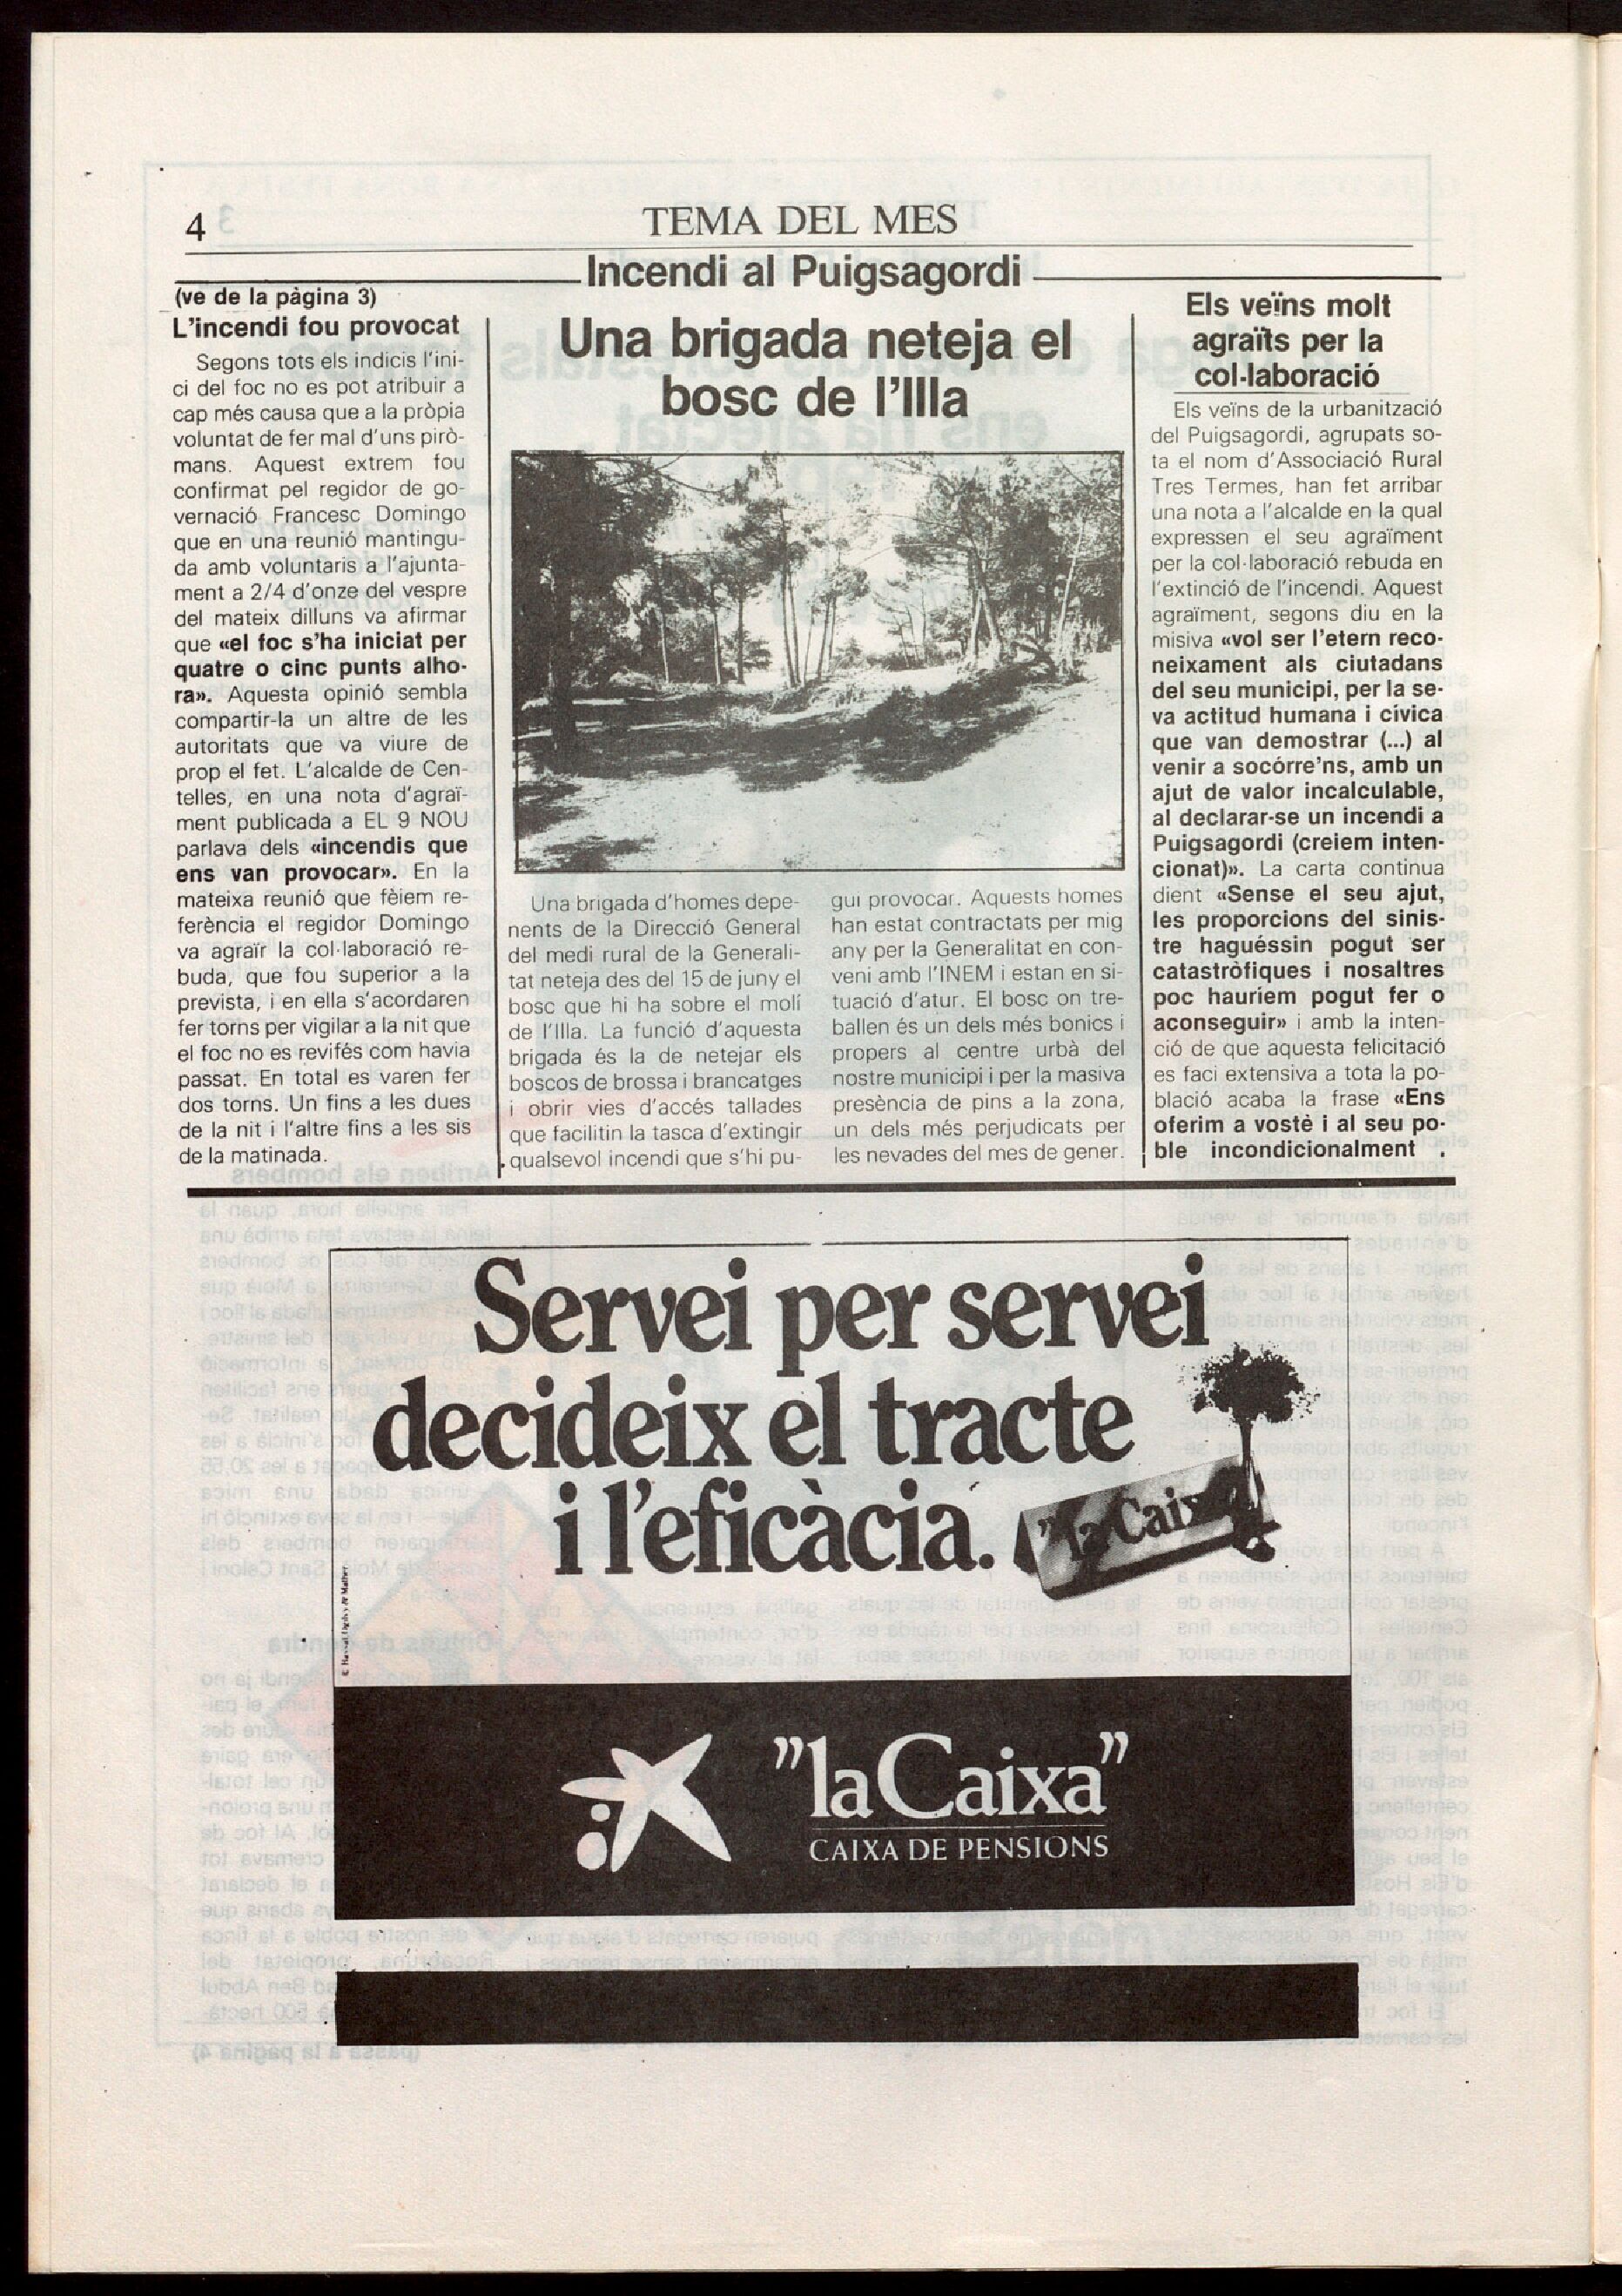 4
TEMA DEL MES
Incendi al Puigsagordi
(ve de la pàgina 3)
L'incendi fou provocat
Segons tots els indicis l'ini-
ci del foc no es pot atribuir a
cap més causa que a la pròpia
voluntat de fer mal d'uns pirò-
mans. Aquest extrem fou
confirmat pel regidor de go-
vernació Francesc Domingo
que en una reunió mantingu-
da amb voluntaris a l'ajunta-
ment a 2/4 d'onze del vespre
del mateix dilluns va afirmar
que «el foc s'ha iniciat per
quatre o cinc punts alho-
ra». Aquesta opinió sembla
compartir-la un altre de les
autoritats que va viure de
prop el fet. L'alcalde de Cen-
telles, en una nota d'agraï-
ment publicada a EL 9 NOU
parlava dels «incendis que
ens van provocar». En la
mateixa reunió que fèiem re-
ferència el regidor Domingo
va agraïr la col·laboració re-
buda, que fou superior a la
prevista, i en ella s'acordaren
fer torns per vigilar a la nit que
el foc no es revifés com havia
passat. En total es varen fer
dos torns. Un fins a les dues
de la nit i l'altre fins a les sis
de la matinada.
Una brigada neteja el
bosc de l'Illa
Una brigada d'homes depe-
nents de la Direcció General
del medi rural de la Generali-
tat neteja des del 15 de juny el
bosc que hi ha sobre el molí
de l'Illa. La funció d'aquesta
brigada és la de netejar els
boscos de brossa i brancatges
i obrir vies d'accés tallades
que facilitin la tasca d'extingir
qualsevol incendi que s'hi pu-
gui provocar. Aquests homes
han estat contractats per mig
any per la Generalitat en con-
veni amb l'INEM i estan en si-
tuació d'atur. El bosc on tre-
ballen és un dels més bonics i
propers al centre urbà del
nostre municipi i per la masiva
presència de pins a la zona,
un dels més perjudicats per
les nevades del mes de gener.
Els veïns molt
agraïts per la
col·laboració
Els veïns de la urbanització
del Puigsagordi, agrupats so-
ta el nom d'Associació Rural
Tres Termes, han fet arribar
una nota a l'alcalde en la qual
expressen el seu agraïment
per la col·laboració rebuda en
l'extinció de l'incendi. Aquest
agraïment, segons diu en la
misiva «vol ser l'etern reco-
neixament als ciutadans
del seu municipi, per la se-
va actitud humana i cívica
que van demostrar (...) al
venir a socórre'ns, amb un
ajut de valor incalculable,
al declarar-se un incendi a
Puigsagordi (creiem inten-
cionat)». La carta continua
dient «Sense el seu ajut,
les proporcions del sinis-
tre haguéssin pogut ser
catastròfiques i nosaltres
poc hauríem pogut fer o
aconseguir» i amb la inten-
ció de que aquesta felicitació
es faci extensiva a tota la po-
blació acaba la frase «Ens
oferim a vostè i al seu po-
ble incondicionalment .
Servei per servei
decideix el tracte
i l'eficàcia.
"la Caixa
"la Caixa"
CAIXA DE PENSIONS